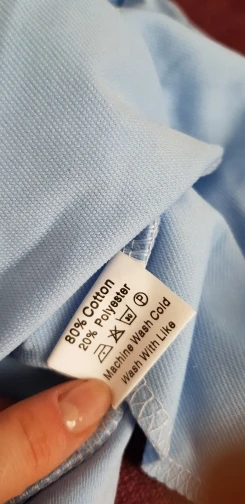 80% Cotton
20% Polyester
P
Machine Wash Cold
Wash With Like